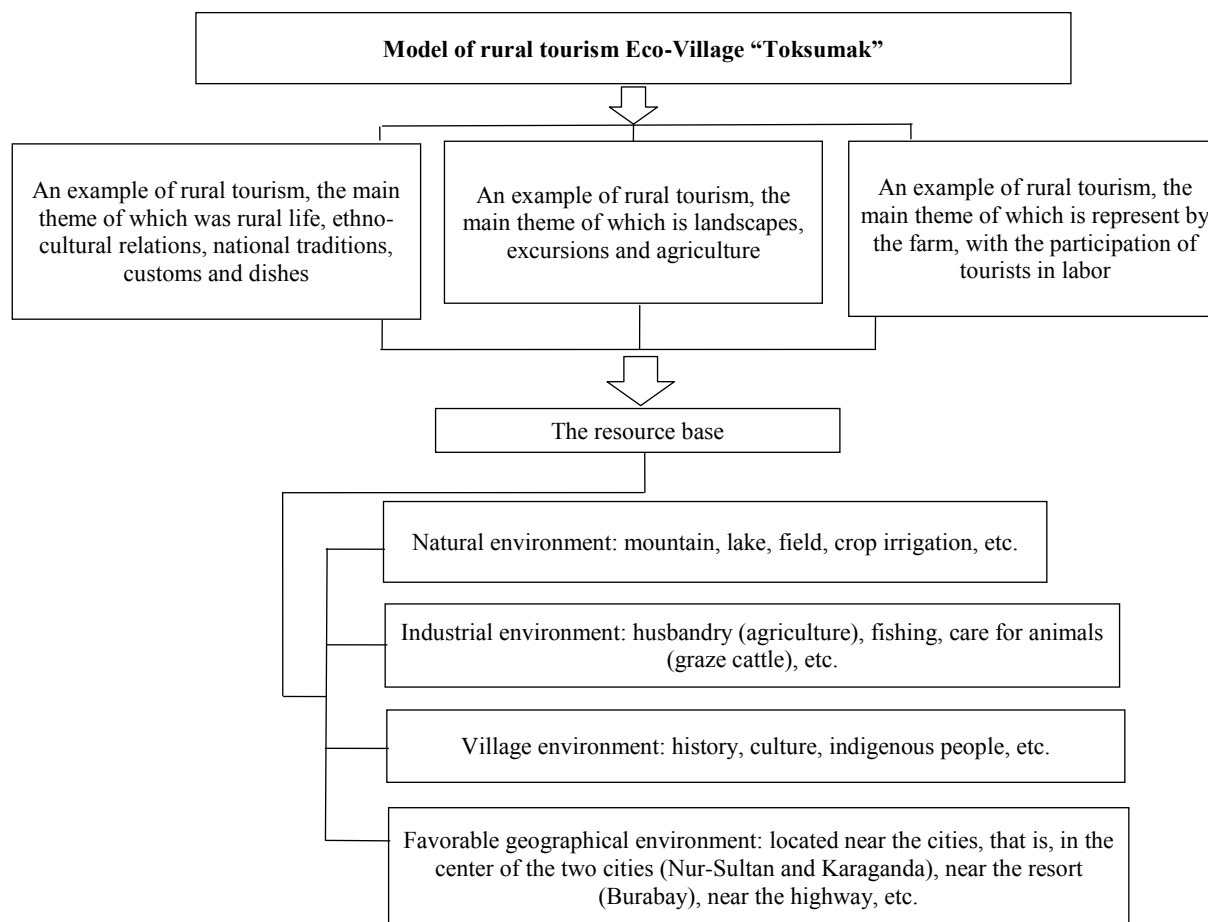 Model of rural tourism Eco-Village “Toksumak”
An example of rural tourism, the main
theme of which was rural life, ethno-
cultural relations, national traditions,
customs and dishes
An example of rural tourism, the
main theme of which is landscapes,
excursions and agriculture
An example of rural tourism, the
main theme of which is represent by
the farm, with the participation of
tourists in labor
The resource base
Natural environment: mountain, lake, field, crop irrigation, etc.
Industrial environment: husbandry (agriculture), fishing, care for animals
(graze cattle), etc.
Village environment: history, culture, indigenous people, etc.
Favorable geographical environment: located near the cities, that is, in the
center of the two cities (Nur-Sultan and Karaganda), near the resort
(Burabay), near the highway, etc.